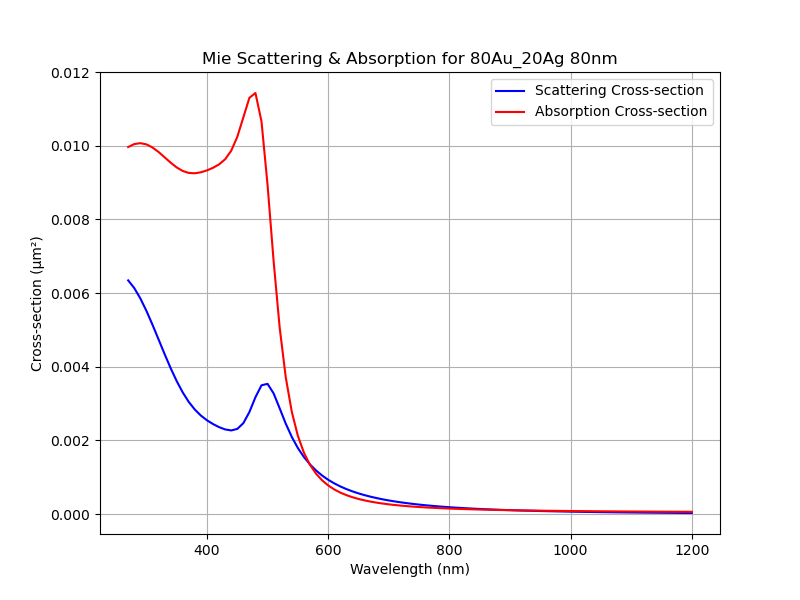 Mie Scattering & Absorption for 80Au_20Ag 80nm
Scattering Cross-section
Absorption Cross-section
0.012
0.010
0.008
0.006
0.004
0.002
0.000
Cross-section (μm²)
400 600 800 1000 1200
Wavelength (nm)